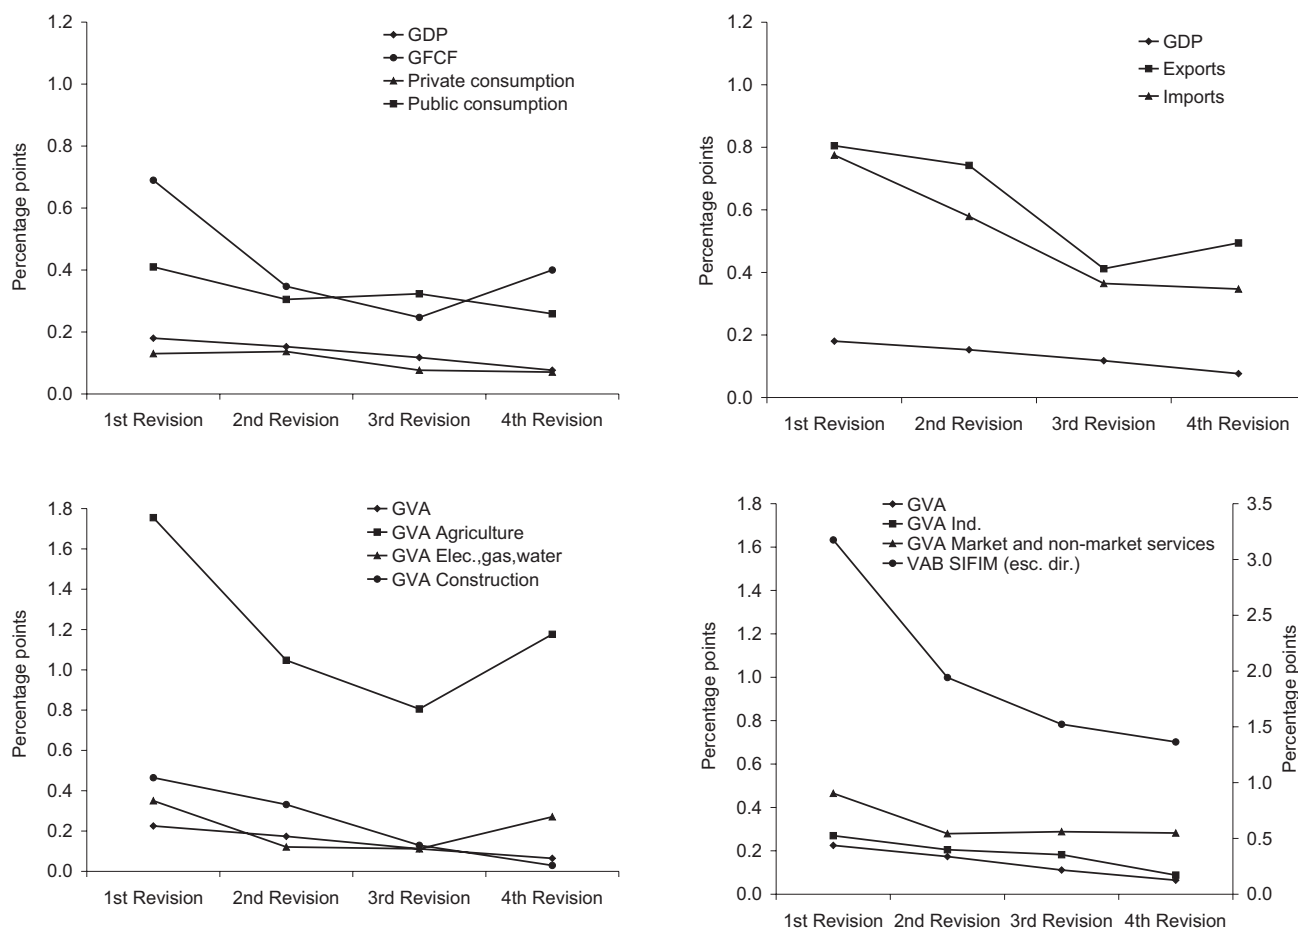 1.2
1.0
0.8
0.6
0.4
0.2
0.0
Percentage points
GDP
GFCF
Private consumption
Public consumption
1st Revision 2nd Revision 3rd Revision 4th Revision
1.2
1.0
0.8
0.6
0.4
0.2
0.0
Percentage points
GDP
Exports
Imports
1st Revision 2nd Revision 3rd Revision 4th Revision
1.8
1.6
1.4
1.2
1.0
0.8
0.6
0.4
0.2
0.0
Percentage points
GVA
GVA Agriculture
GVA Elec.,gas,water
GVA Construction
1st Revision 2nd Revision 3rd Revision 4th Revision
1.8
1.6
1.4
1.2
1.0
0.8
0.6
0.4
0.2
0.0
Percentage points
GVA
GVA Ind.
GVA Market and non-market services
VAB SIFIM (esc. dir.)
3.5
3.0
2.5
2.0
1.5
1.0
0.5
0.0
Percentage points
1st Revision 2nd Revision 3rd Revision 4th Revision